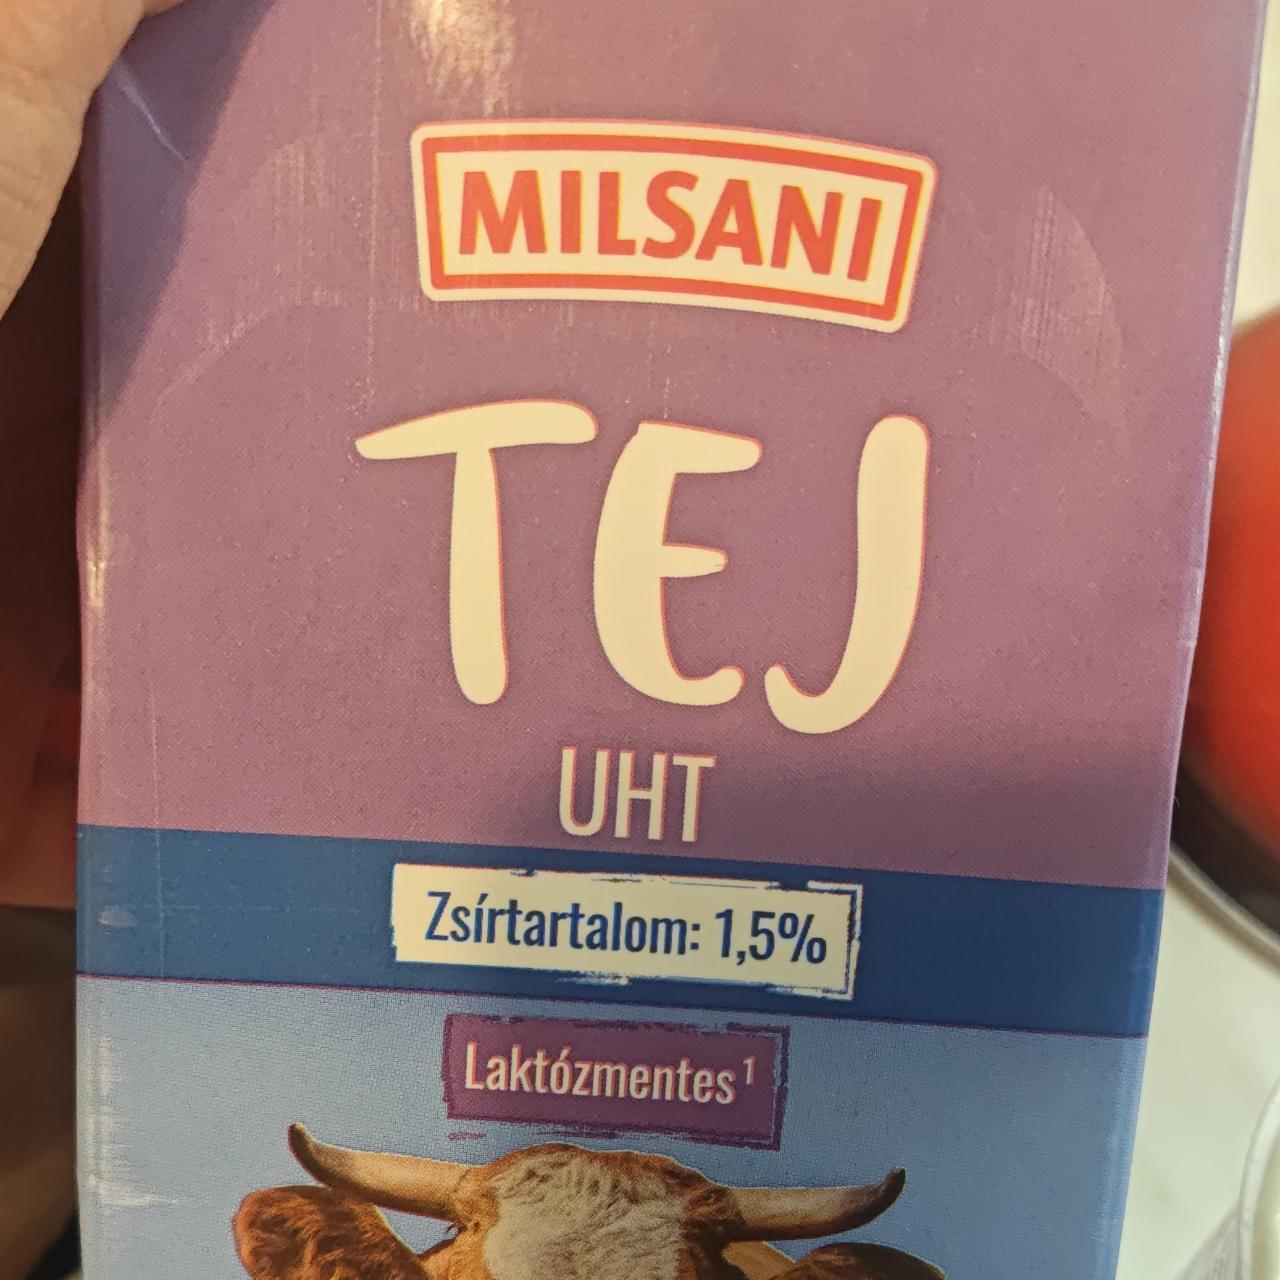 MILSANI
TEJ
UHT
Zsírtartalom: 1,5%
Laktózmentes¹